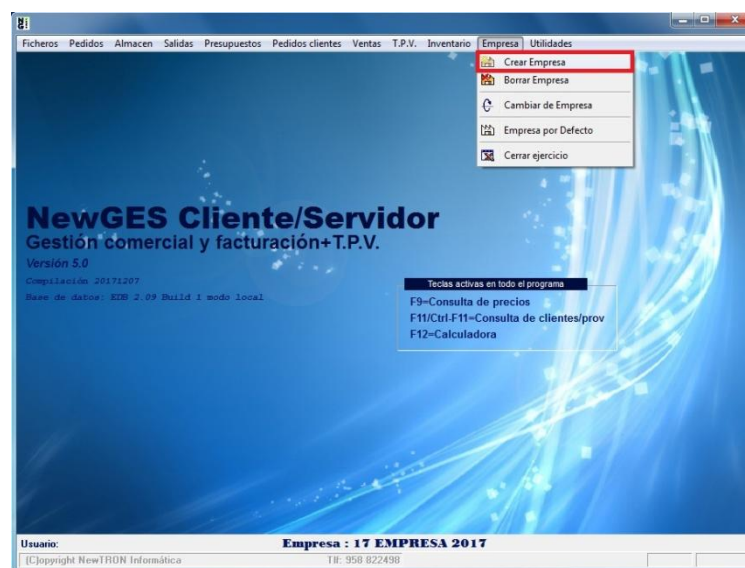 Ficheros Pedidos Almacen Salidas Presupuestos Pedidos clientes Ventas T.P.V. Inventario Empresa Utilidades
Crear Empresa
Borrar Empresa
Cambiar de Empresa
Empresa por Defecto
Cerrar ejercicio
NewGES Cliente/Servidor
Gestión comercial y facturación+T.P.V.
Versión 5.0
Compilación 20171207
Base de datos: EDB 2.09 Build 1 modo local
Teclas activas en todo el programa
F9=Consulta de precios
F11/Ctrl-F11=Consulta de clientes/prov
F12=Calculadora
Usuario: Empresa : 17 EMPRESA 2017
(C)opyright NewTRON Informática Tlf: 958 822498